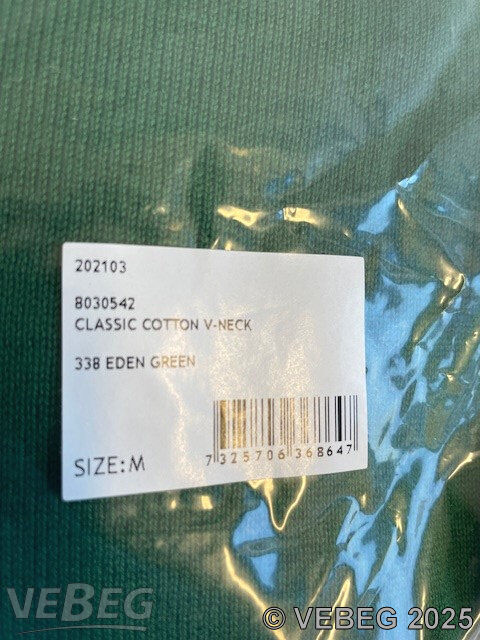 202103
8030542
CLASSIC COTTON V-NECK
338 EDEN GREEN
SIZE:M
7 325706 368647
VEBEG
© VEBEG 2025